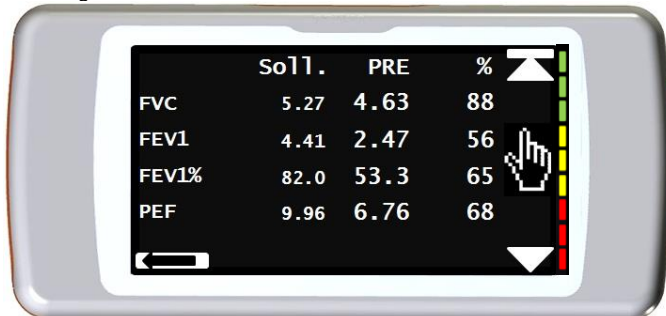 Soll. PRE %
FVC 5.27 4.63 88
FEV1 4.41 2.47 56
FEV1% 82.0 53.3 65
PEF 9.96 6.76 68